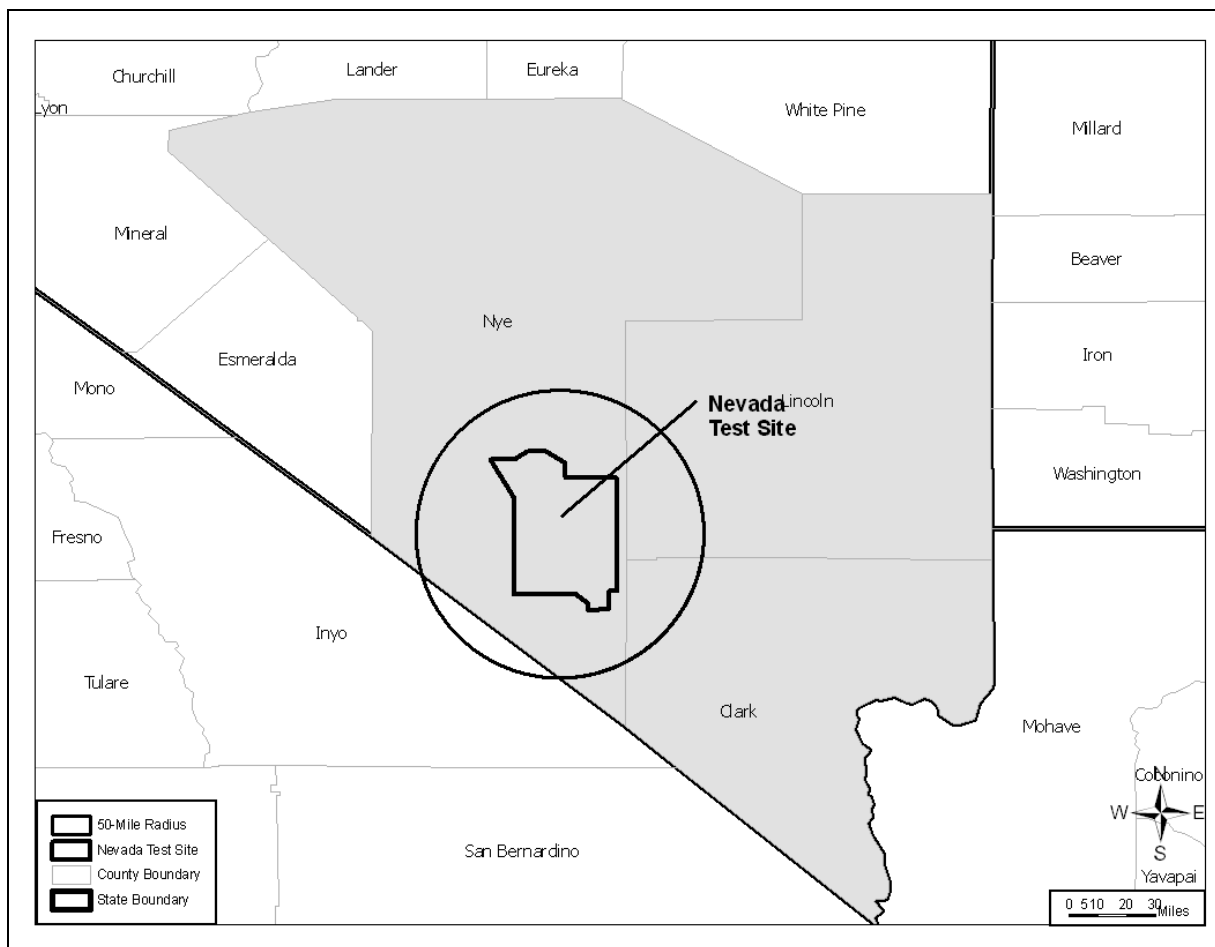 Churchill
Lander
Eureka
Lyon
White Pine
Millard
Mineral
Beaver
Nye
Esmeralda
Iron
Mono
Nevada
Test Site
Lincoln
Washington
Fresno
Inyo
Tulare
Clark
Mohave
Coconino
N
W
E
S
50-Mile Radius
Nevada Test Site
County Boundary
State Boundary
San Bernardino
Yavapai
0 510 20 30
Miles